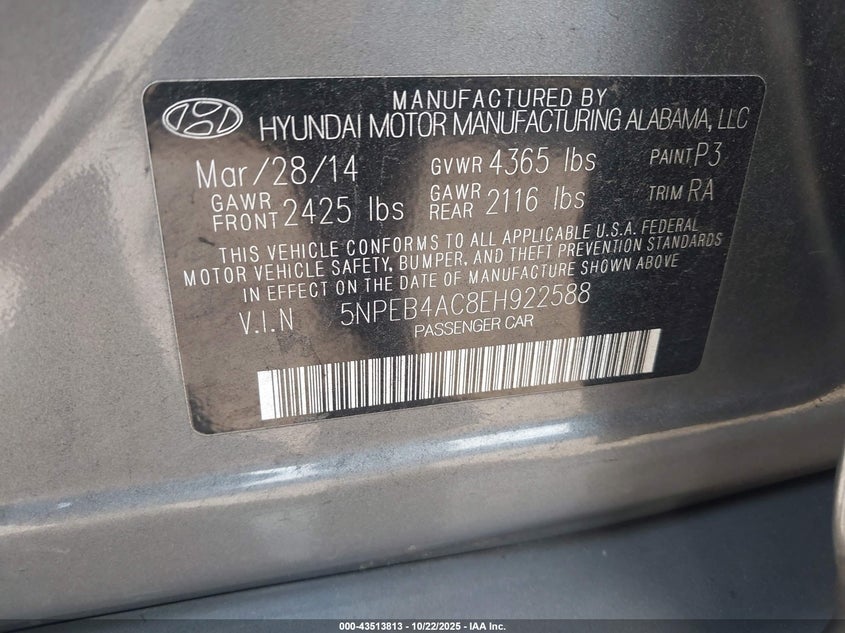 MANUFACTURED BY
HYUNDAI MOTOR MANUFACTURING ALABAMA, LLC
Mar/28/14 GVWR 4365 lbs PAINT P3
GAWR FRONT 2425 lbs GAWR REAR 2116 lbs TRIM RA
THIS VEHICLE CONFORMS TO ALL APPLICABLE U.S.A. FEDERAL
MOTOR VEHICLE SAFETY, BUMPER, AND THEFT PREVENTION STANDARDS
IN EFFECT ON THE DATE OF MANUFACTURE SHOWN ABOVE
V.I.N 5NPEB4AC8EH922588
PASSENGER CAR
000-43513813 - 10/22/2025 - IAA Inc.